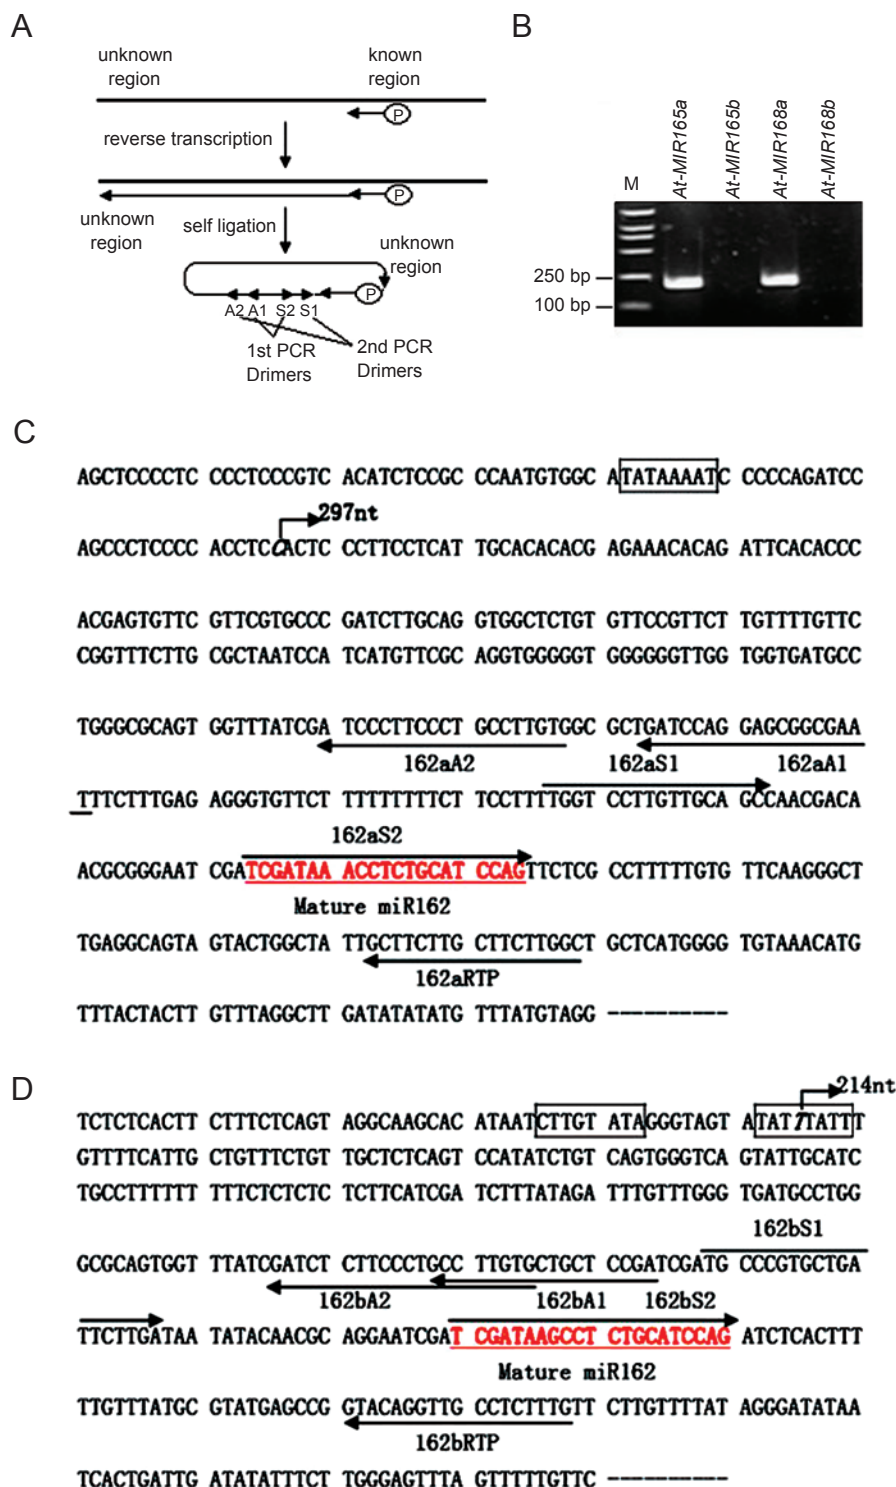 A
unknown
region
known
region
P
reverse transcription
P
unknown
region
self ligation
unknown
region
P
A2 A1 S2 S1
1st PCR
Drimers
2nd PCR
Drimers
B
M
At-MIR165a
At-MIR165b
At-MIR168a
At-MIR168b
250 bp
100 bp
C
AGCTCCCCTC CCCTCCCGTC ACATCTCCGC CCAATGTGGC ATATAAAATC CCCCCAGATCC
297nt
AGCCCTCCCC ACCTCCACTC CCTTCCTCAT TGCACACACG AGAAACACAG ATTCACACCC
ACGAGTGTTC GTTCGTGCCC GATCTTGCAG GTGGCTCTGT GTTCCGTTCT TGTTTTGTTC
CGGTTTCTTG CGCTAATCCA TCATGTTCGC AGGTGGGGGT GGGGGGTTGG TGGTGATGCC
TGGGCGCAGT GGTTTATCGA TCCCTTCCCT GCCTTGTGGC GCTGATCCAG GAGCGGCGAA
162aA2 162aS1 162aA1
TTTCTTTGAG AGGGTGTTCT TTTTTTTTCT TCCTTTTGGT CCTTGTTGCA GCCAACGACA
162aS2
ACGCGGGAAT CGATCGATAA ACCTCTGCAT CCAGTTCTCG CCTTTTTGTG TTCAAGGGCT
Mature miR162
TGAGGCAGTA GTACTGGCTA TTGCTTCTTG CTTCTTGGCT GCTCATGGGG TGTAAACATG
162aRTP
TTTACTACTT GTTTAGGCTT GATATATATG TTTATGTAGG ----------
D
214nt
TCTCTCACTT CTTTCTCAGT AGGCAAGCAC ATAATCTTGT ATAGGGTAGT ATATTTATTT
GTTTTCATTG CTGTTTCTGT TGCTCTCAGT CCATATCTGT CAGTGGGTCA GTATTGCATC
TGCCTTTTTT TTTCTCTCTC TCTTCATCGA TCTTTATAGA TTTGTTTGGG TGATGCCTGG
162bS1
GCGCAGTGGT TTATCGATCT CTTCCCTGCC TTGTGCTGCT CCGATCGATG CCCGTGCTGA
162bA2 162bA1 162bS2
TTCTTGATAA TATACAACGC AGGAATCGAT CGATAAGCCT CTGCATCCAG ATCTCACTTT
Mature miR162
TTGTTTATGC GTATGAGCCG GTACAGGTTG CCTCTTTGTT CTTGTTTTAT AGGGATATAA
162bRTP
TCACTGATTG ATATATTTCT TGGGAGTTTA GTTTTTGTTC ----------